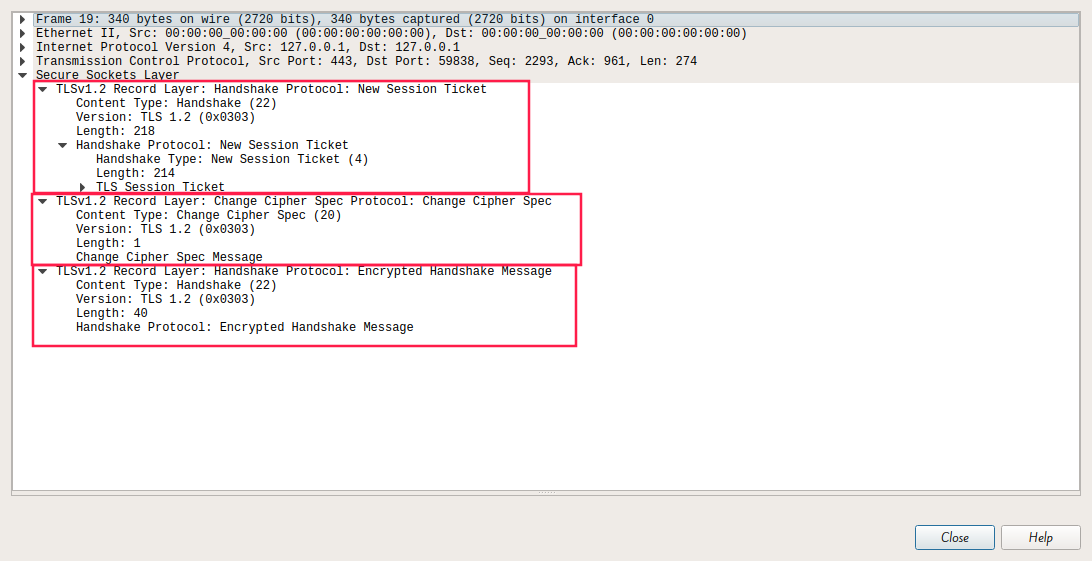 Frame 19: 340 bytes on wire (2720 bits), 340 bytes captured (2720 bits) on interface 0
Ethernet II, Src: 00:00:00_00:00:00 (00:00:00:00:00:00), Dst: 00:00:00_00:00:00 (00:00:00:00:00:00)
Internet Protocol Version 4, Src: 127.0.0.1, Dst: 127.0.0.1
Transmission Control Protocol, Src Port: 443, Dst Port: 59838, Seq: 2293, Ack: 961, Len: 274
Secure Sockets Layer
TLSv1.2 Record Layer: Handshake Protocol: New Session Ticket
Content Type: Handshake (22)
Version: TLS 1.2 (0x0303)
Length: 218
Handshake Protocol: New Session Ticket
Handshake Type: New Session Ticket (4)
Length: 214
TLS Session Ticket
TLSv1.2 Record Layer: Change Cipher Spec Protocol: Change Cipher Spec
Content Type: Change Cipher Spec (20)
Version: TLS 1.2 (0x0303)
Length: 1
Change Cipher Spec Message
TLSv1.2 Record Layer: Handshake Protocol: Encrypted Handshake Message
Content Type: Handshake (22)
Version: TLS 1.2 (0x0303)
Length: 40
Handshake Protocol: Encrypted Handshake Message
Close Help